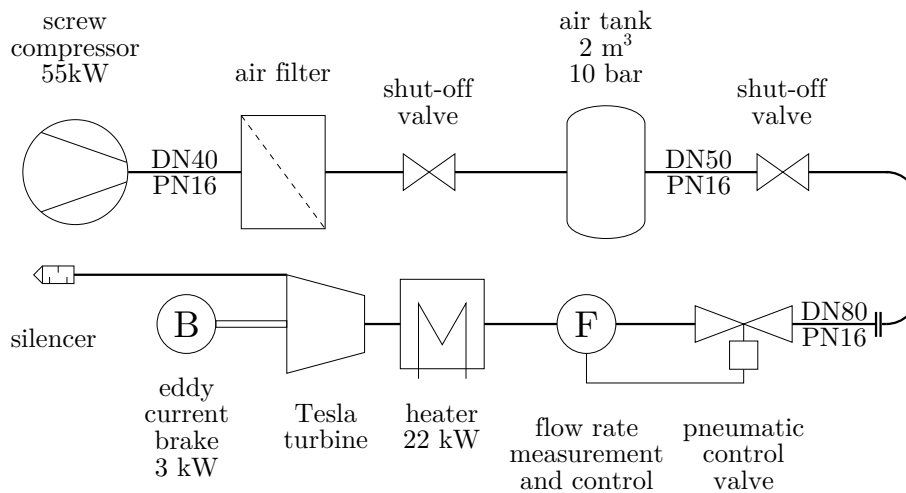 screw
compressor
55kW
air filter
shut-off
valve
air tank
2 m³
10 bar
shut-off
valve
DN40
PN16
DN50
PN16
silencer
B
F
DN80
PN16
eddy
current
brake
3 kW
Tesla
turbine
heater
22 kW
flow rate
measurement
and control
pneumatic
control
valve